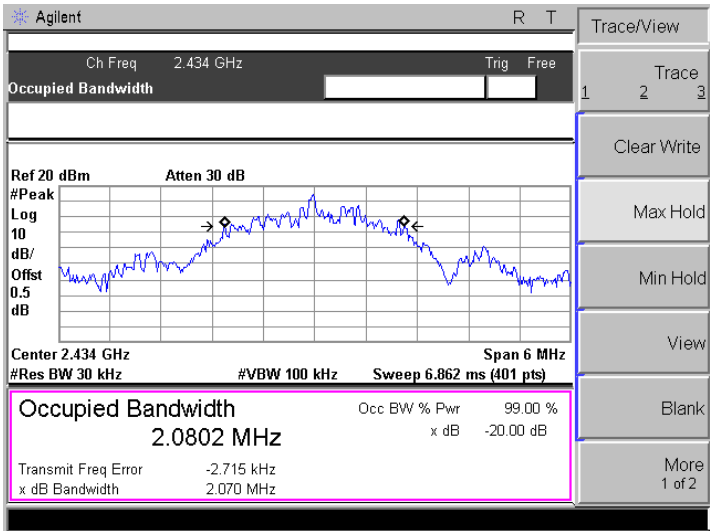 Agilent R T
Trace/View
Ch Freq 2.434 GHz Trig Free
Occupied Bandwidth
Trace
1 2 3
Clear Write
Ref 20 dBm Atten 30 dB
#Peak
Log
10
dB/
Offst
0.5
dB
Max Hold
Min Hold
View
Center 2.434 GHz Span 6 MHz
#Res BW 30 kHz #VBW 100 kHz Sweep 6.862 ms (401 pts)
Occupied Bandwidth
2.0802 MHz
Occ BW % Pwr 99.00 %
x dB -20.00 dB
Transmit Freq Error -2.715 kHz
x dB Bandwidth 2.070 MHz
Blank
More
1 of 2